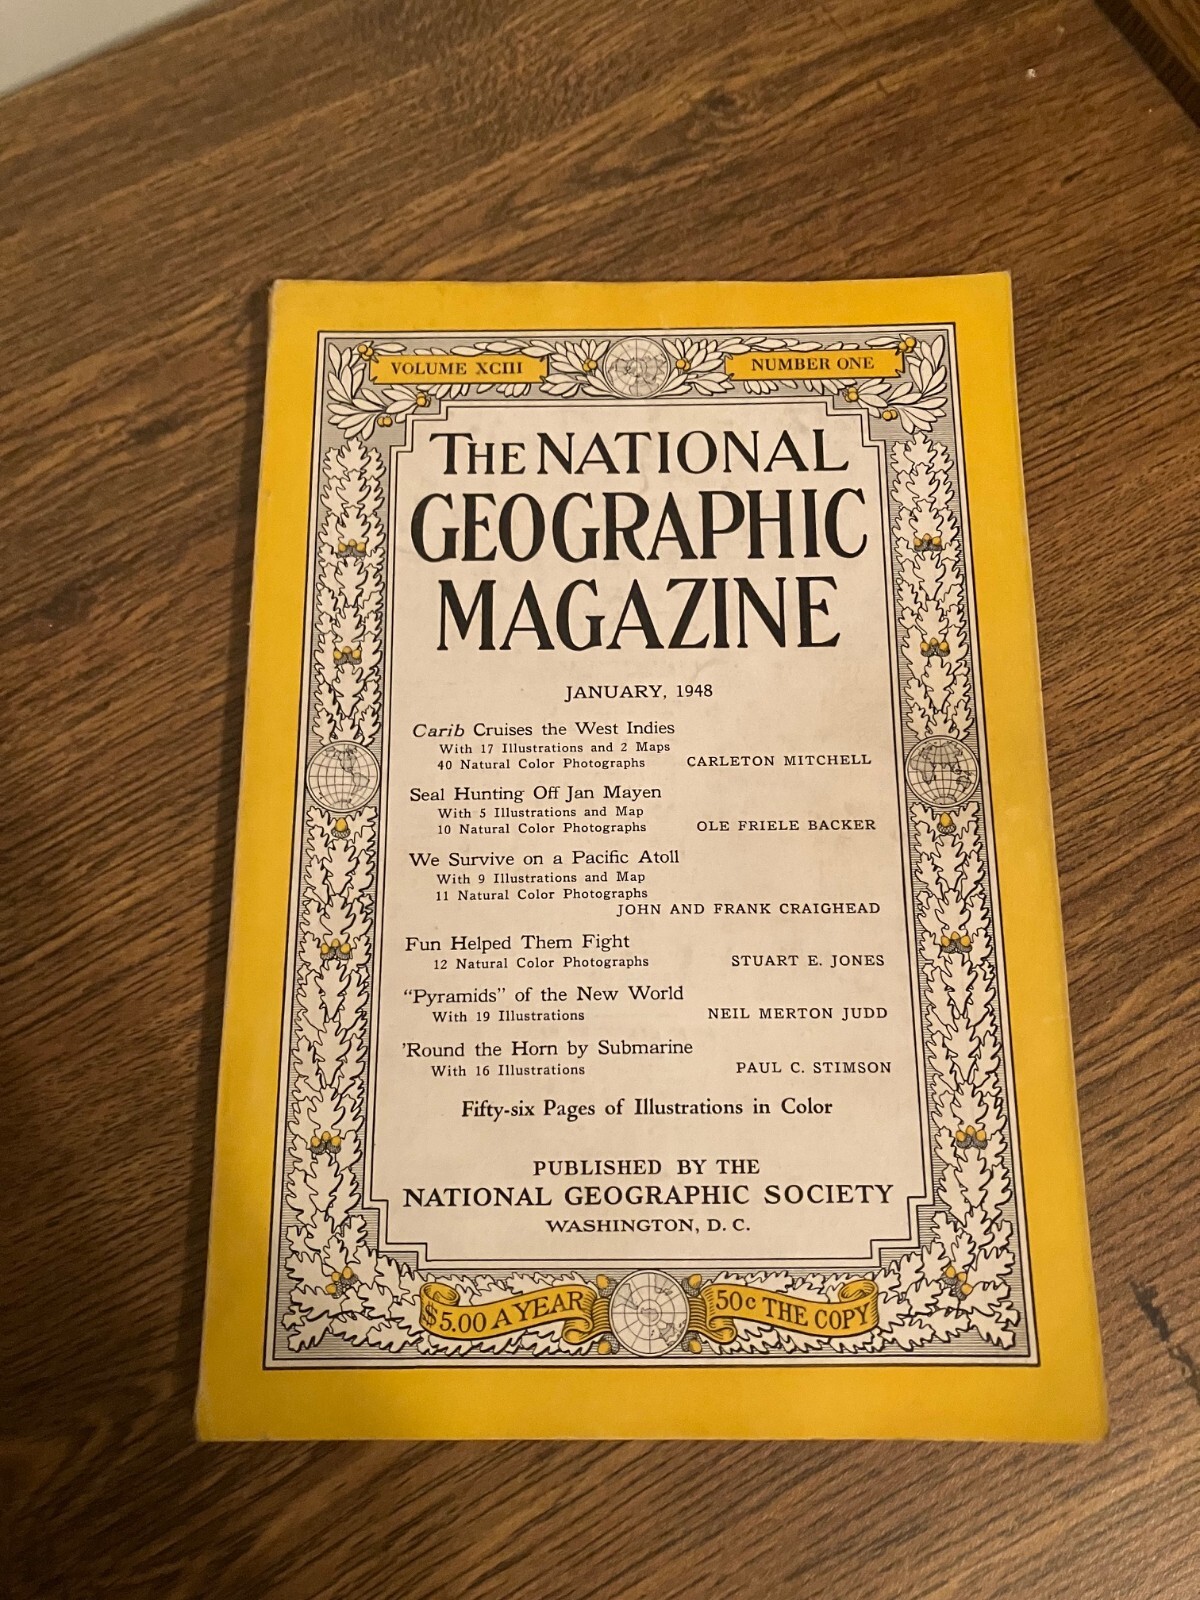 VOLUME XCIII
NUMBER ONE
THE NATIONAL
GEOGRAPHIC
MAGAZINE
JANUARY, 1948
Carib Cruises the West Indies
With 17 Illustrations and 2 Maps
40 Natural Color Photographs CARLETON MITCHELL
Seal Hunting Off Jan Mayen
With 5 Illustrations and Map
10 Natural Color Photographs OLE FRIELE BACKER
We Survive on a Pacific Atoll
With 9 Illustrations and Map
11 Natural Color Photographs
JOHN AND FRANK CRAIGHEAD
Fun Helped Them Fight
12 Natural Color Photographs STUART E. JONES
"Pyramids" of the New World
With 19 Illustrations NEIL MERTON JUDD
'Round the Horn by Submarine
With 16 Illustrations PAUL C. STIMSON
Fifty-six Pages of Illustrations in Color
PUBLISHED BY THE
NATIONAL GEOGRAPHIC SOCIETY
WASHINGTON, D. C.
$5.00 A YEAR
50c THE COPY